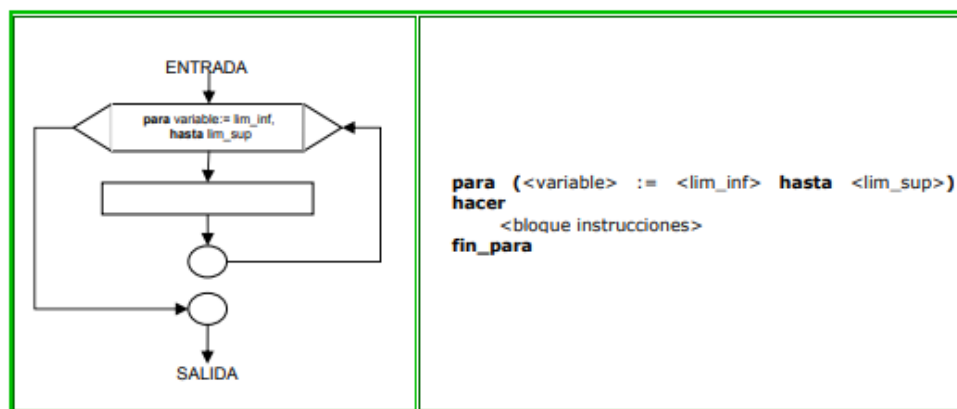 ENTRADA
para variable:= lim_inf,
hasta lim_sup
SALIDA
para (<variable> := <lim_inf> hasta <lim_sup>)
hacer
<bloque instrucciones>
fin_para